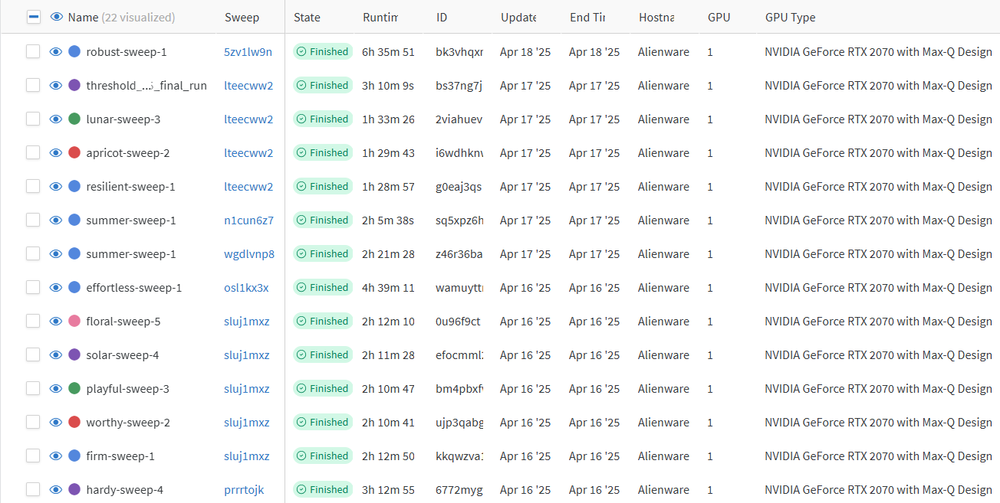 Name (22 visualized) Sweep State Runtin ID Update End Tir Hostna GPU GPU Type
robust-sweep-1 5zv1lw9n Finished 6h 35m 51 bk3vhqxr Apr 18 '25 Apr 18 '25 Alienware 1 NVIDIA GeForce RTX 2070 with Max-Q Design
threshold_...5_final_run lteecww2 Finished 3h 10m 9s bs37ng7j Apr 17 '25 Apr 17 '25 Alienware 1 NVIDIA GeForce RTX 2070 with Max-Q Design
lunar-sweep-3 lteecww2 Finished 1h 33m 26 2viahuev Apr 17 '25 Apr 17 '25 Alienware 1 NVIDIA GeForce RTX 2070 with Max-Q Design
apricot-sweep-2 lteecww2 Finished 1h 29m 43 i6wdhknv Apr 17 '25 Apr 17 '25 Alienware 1 NVIDIA GeForce RTX 2070 with Max-Q Design
resilient-sweep-1 lteecww2 Finished 1h 28m 57 g0eaj3qs Apr 17 '25 Apr 17 '25 Alienware 1 NVIDIA GeForce RTX 2070 with Max-Q Design
summer-sweep-1 n1cun6z7 Finished 2h 5m 38s sq5xpz6h Apr 17 '25 Apr 17 '25 Alienware 1 NVIDIA GeForce RTX 2070 with Max-Q Design
summer-sweep-1 wgdlvnp8 Finished 2h 21m 28 z46r36ba Apr 17 '25 Apr 17 '25 Alienware 1 NVIDIA GeForce RTX 2070 with Max-Q Design
effortless-sweep-1 osl1kx3x Finished 4h 39m 11 wamuytt Apr 16 '25 Apr 16 '25 Alienware 1 NVIDIA GeForce RTX 2070 with Max-Q Design
floral-sweep-5 sluj1mxz Finished 2h 12m 10 0u96f9ct Apr 16 '25 Apr 16 '25 Alienware 1 NVIDIA GeForce RTX 2070 with Max-Q Design
solar-sweep-4 sluj1mxz Finished 2h 11m 28 efocmml Apr 16 '25 Apr 16 '25 Alienware 1 NVIDIA GeForce RTX 2070 with Max-Q Design
playful-sweep-3 sluj1mxz Finished 2h 10m 47 bm4pbxf Apr 16 '25 Apr 16 '25 Alienware 1 NVIDIA GeForce RTX 2070 with Max-Q Design
worthy-sweep-2 sluj1mxz Finished 2h 10m 41 ujp3qabg Apr 16 '25 Apr 16 '25 Alienware 1 NVIDIA GeForce RTX 2070 with Max-Q Design
firm-sweep-1 sluj1mxz Finished 2h 12m 50 kkqwzva Apr 16 '25 Apr 16 '25 Alienware 1 NVIDIA GeForce RTX 2070 with Max-Q Design
hardy-sweep-4 prrrtojk Finished 3h 12m 55 6772myg Apr 16 '25 Apr 16 '25 Alienware 1 NVIDIA GeForce RTX 2070 with Max-Q Design